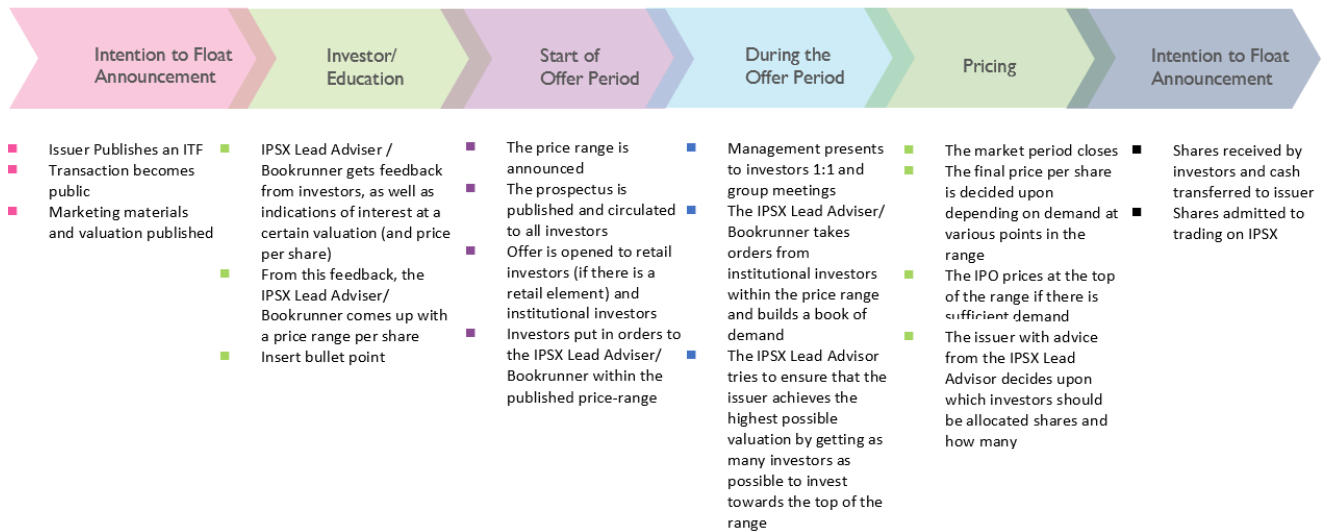 Intention to Float
Announcement
Investor/
Education
Start of
Offer Period
During the
Offer Period
Pricing
Intention to Float
Announcement
Issuer Publishes an ITF
Transaction becomes
public
Marketing materials
and valuation published
IPSX Lead Adviser /
Bookrunner gets feedback
from investors, as well as
indications of interest at a
certain valuation (and price
per share)
From this feedback, the
IPSX Lead Adviser/
Bookrunner comes up with
a price range per share
Insert bullet point
The price range is
announced
The prospectus is
published and circulated
to all investors
Offer is opened to retail
investors (if there is a
retail element) and
institutional investors
Investors put in orders to
the IPSX Lead Adviser/
Bookrunner within the
published price-range
Management presents
to investors 1:1 and
group meetings
The IPSX Lead Adviser/
Bookrunner takes
orders from
institutional investors
within the price range
and builds a book of
demand
The IPSX Lead Advisor
tries to ensure that the
issuer achieves the
highest possible
valuation by getting as
many investors as
possible to invest
towards the top of the
range
The market period closes
The final price per share
is decided upon
depending on demand at
various points in the
range
The IPO prices at the top
of the range if there is
sufficient demand
The issuer with advice
from the IPSX Lead
Advisor decides upon
which investors should
be allocated shares and
how many
Shares received by
investors and cash
transferred to issuer
Shares admitted to
trading on IPSX